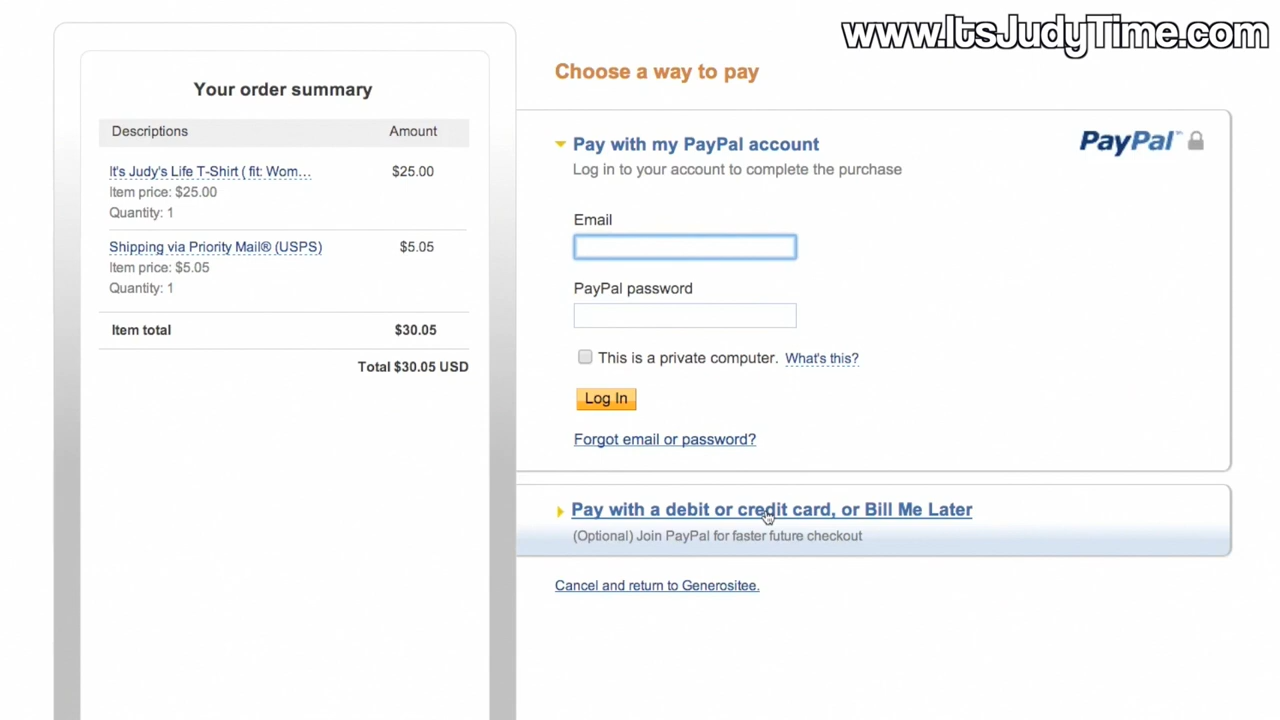 www.ItsJudyTime.com
Your order summary
Descriptions Amount
It's Judy's Life T-Shirt ( fit: Wom... $25.00
Item price: $25.00
Quantity: 1
Shipping via Priority Mail® (USPS) $5.05
Item price: $5.05
Quantity: 1
Item total $30.05
Total $30.05 USD
Choose a way to pay
Pay with my PayPal account
PayPal™
Log in to your account to complete the purchase
Email
PayPal password
This is a private computer. What's this?
Log In
Forgot email or password?
Pay with a debit or credit card, or Bill Me Later
(Optional) Join PayPal for faster future checkout
Cancel and return to Generositee.